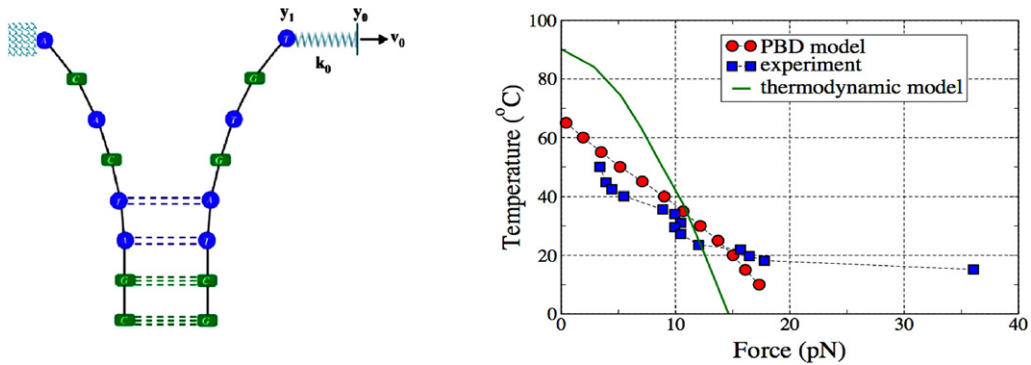 y₁ y₀
A T v₀
k₀
C G
A T
C G
T A
A T
G C
C G
Temperature (°C)
100
80
60
40
20
0
PBD model
experiment
thermodynamic model
0 10 20 30 40
Force (pN)